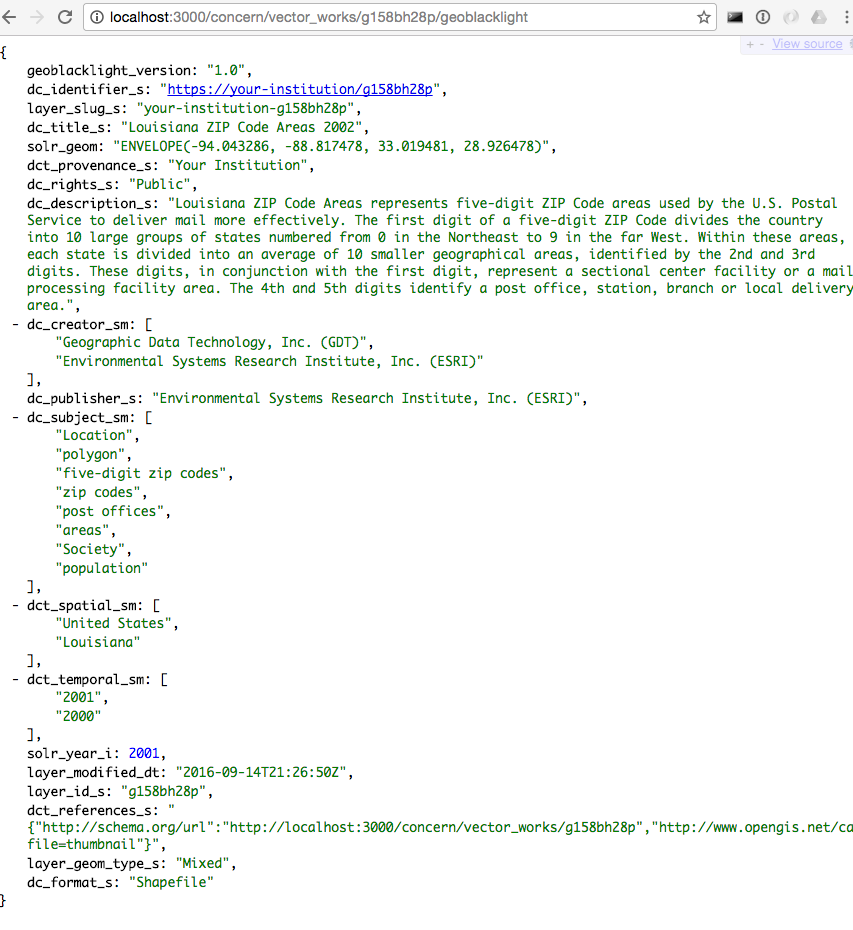 localhost:3000/concern/vector_works/g158bh28p/geoblacklight
+ - View source
{
geoblacklight_version: "1.0",
dc_identifier_s: "https://your-institution/g158bh28p",
layer_slug_s: "your-institution-g158bh28p",
dc_title_s: "Louisiana ZIP Code Areas 2002",
solr_geom: "ENVELOPE(-94.043286, -88.817478, 33.019481, 28.926478)",
dct_provenance_s: "Your Institution",
dc_rights_s: "Public",
dc_description_s: "Louisiana ZIP Code Areas represents five-digit ZIP Code areas used by the U.S. Postal
Service to deliver mail more effectively. The first digit of a five-digit ZIP Code divides the country
into 10 large groups of states numbered from 0 in the Northeast to 9 in the far West. Within these areas,
each state is divided into an average of 10 smaller geographical areas, identified by the 2nd and 3rd
digits. These digits, in conjunction with the first digit, represent a sectional center facility or a mail
processing facility area. The 4th and 5th digits identify a post office, station, branch or local delivery
area.",
- dc_creator_sm: [
"Geographic Data Technology, Inc. (GDT)",
"Environmental Systems Research Institute, Inc. (ESRI)"
],
dc_publisher_s: "Environmental Systems Research Institute, Inc. (ESRI)",
- dc_subject_sm: [
"Location",
"polygon",
"five-digit zip codes",
"zip codes",
"post offices",
"areas",
"Society",
"population"
],
- dct_spatial_sm: [
"United States",
"Louisiana"
],
- dct_temporal_sm: [
"2001",
"2000"
],
solr_year_i: 2001,
layer_modified_dt: "2016-09-14T21:26:50Z",
layer_id_s: "g158bh28p",
dct_references_s: "
{"http://schema.org/url":"http://localhost:3000/concern/vector_works/g158bh28p","http://www.opengis.net/ca
file=thumbnail"}",
layer_geom_type_s: "Mixed",
dc_format_s: "Shapefile"
}